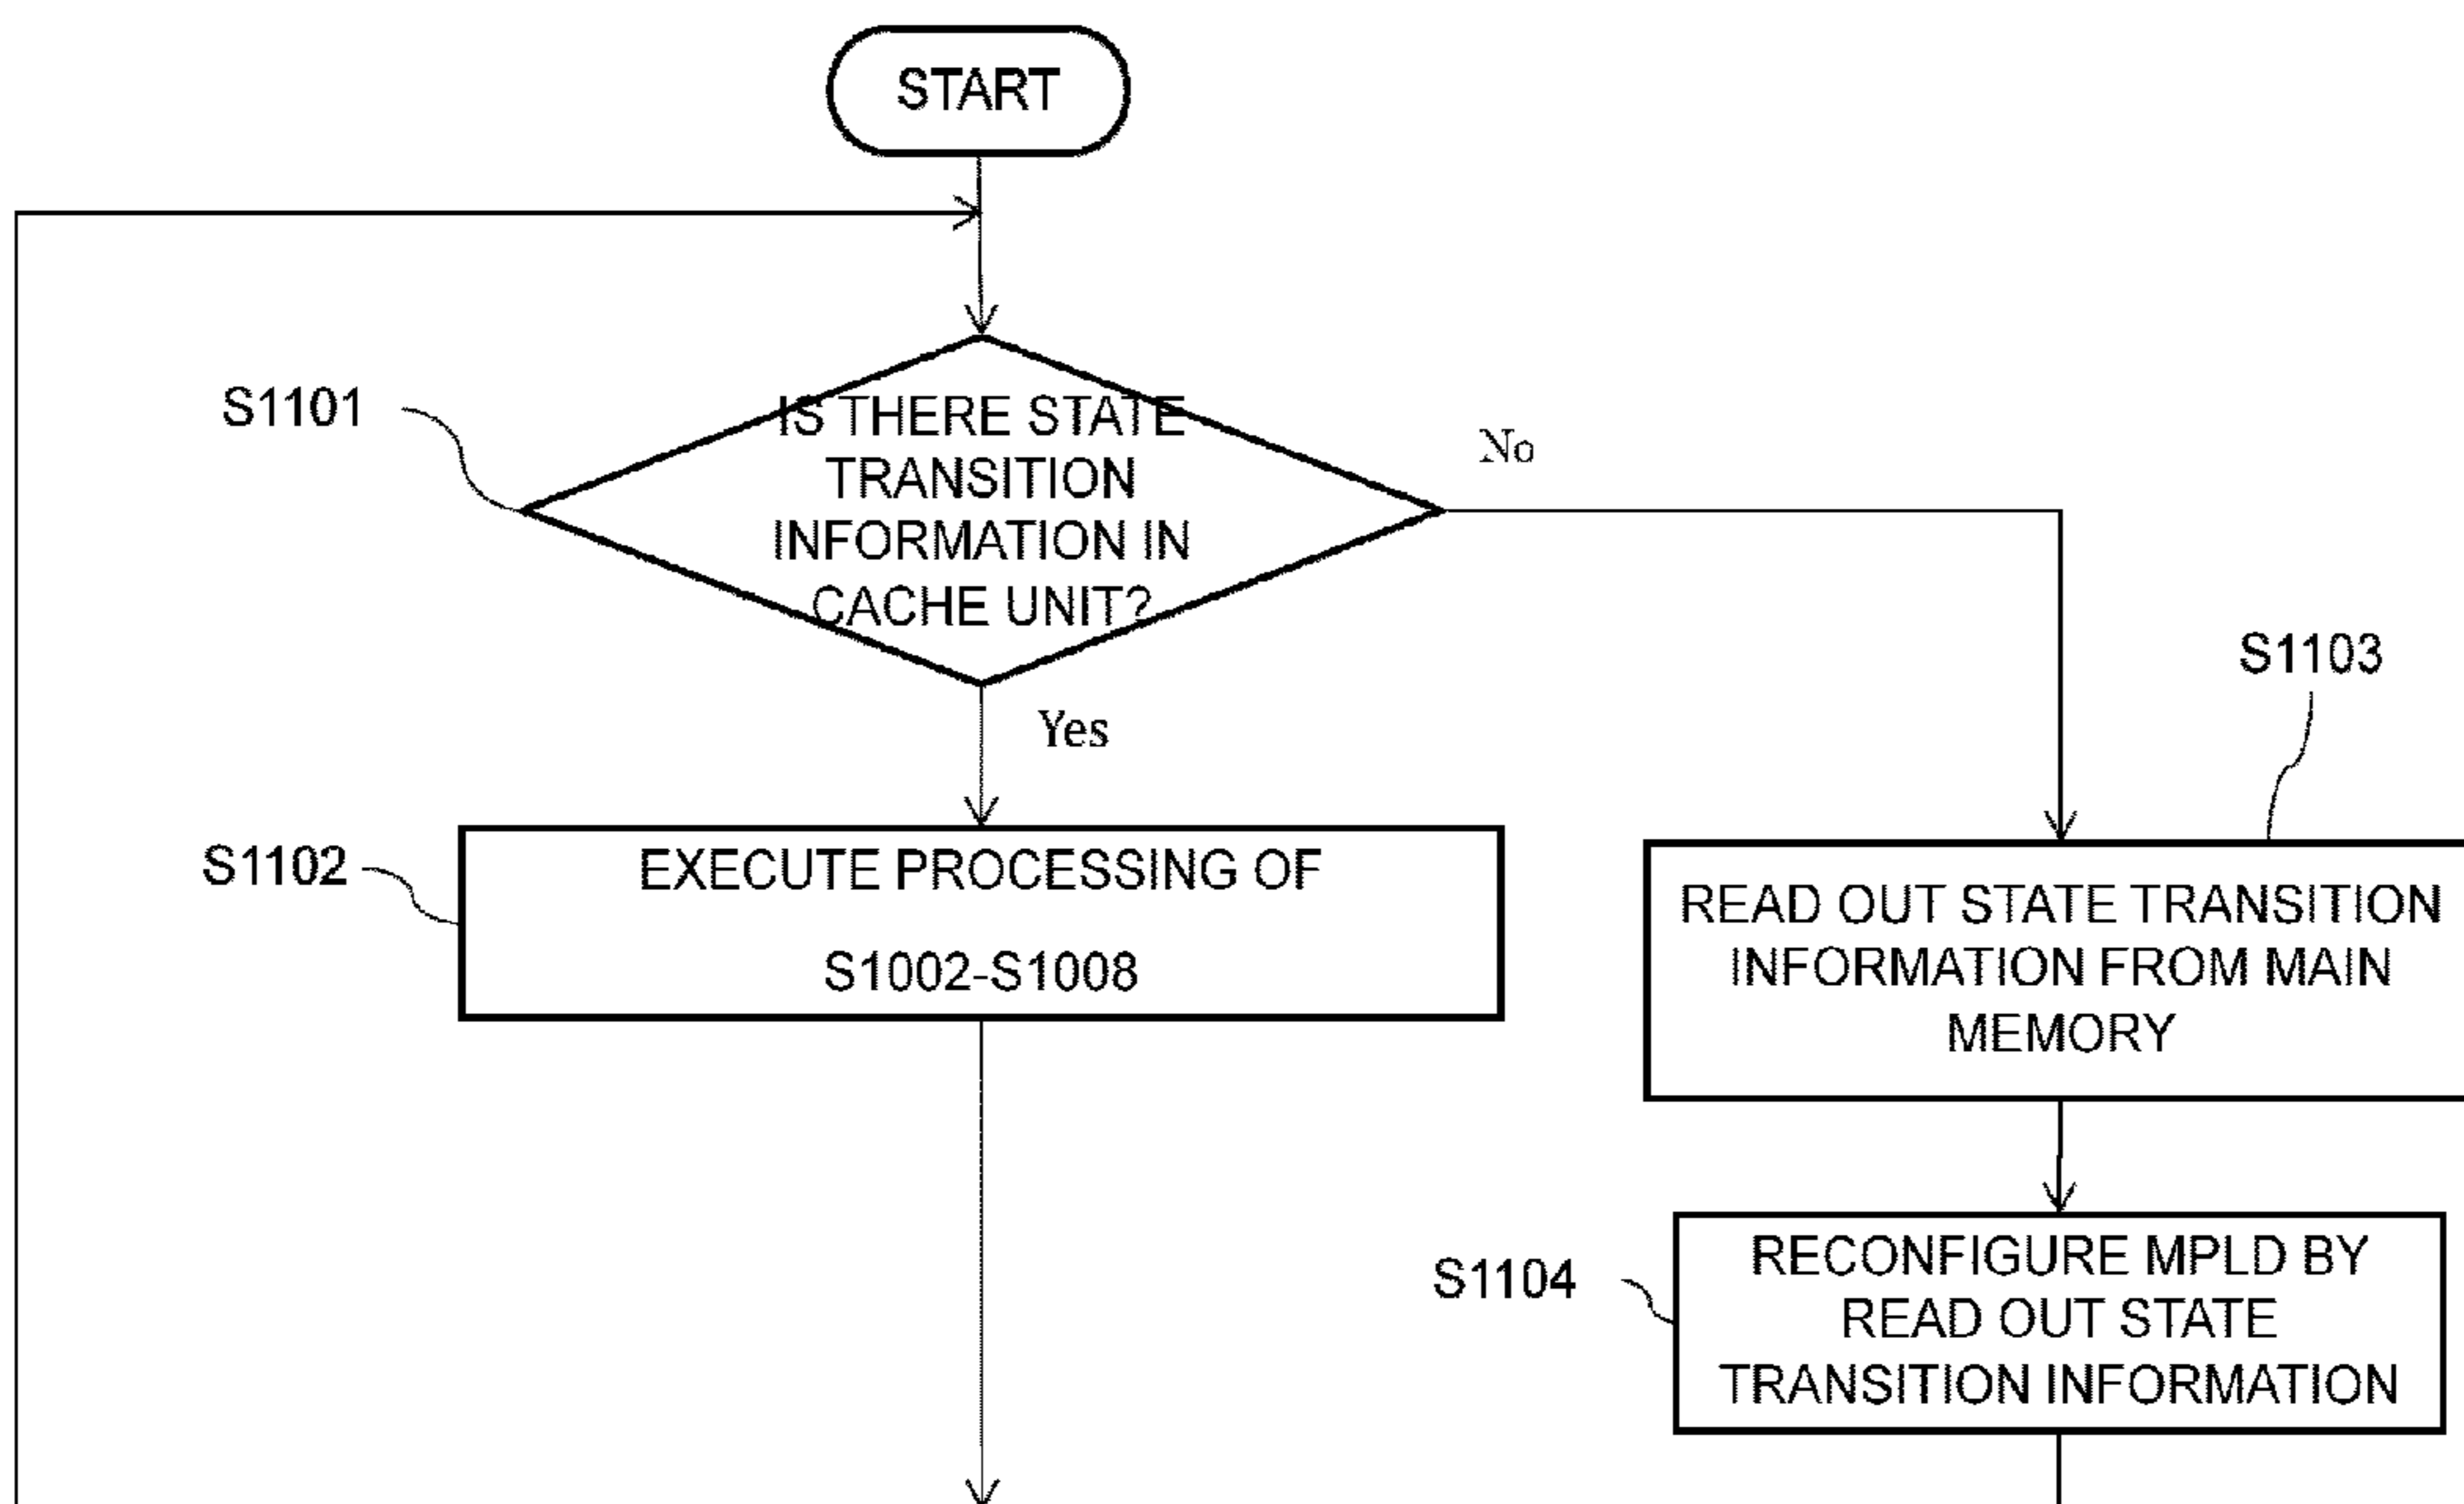 START
S1101
IS THERE STATE
TRANSITION
INFORMATION IN
CACHE UNIT?
No
Yes
S1102
EXECUTE PROCESSING OF
S1002-S1008
S1103
READ OUT STATE TRANSITION
INFORMATION FROM MAIN
MEMORY
S1104
RECONFIGURE MPLD BY
READ OUT STATE
TRANSITION INFORMATION